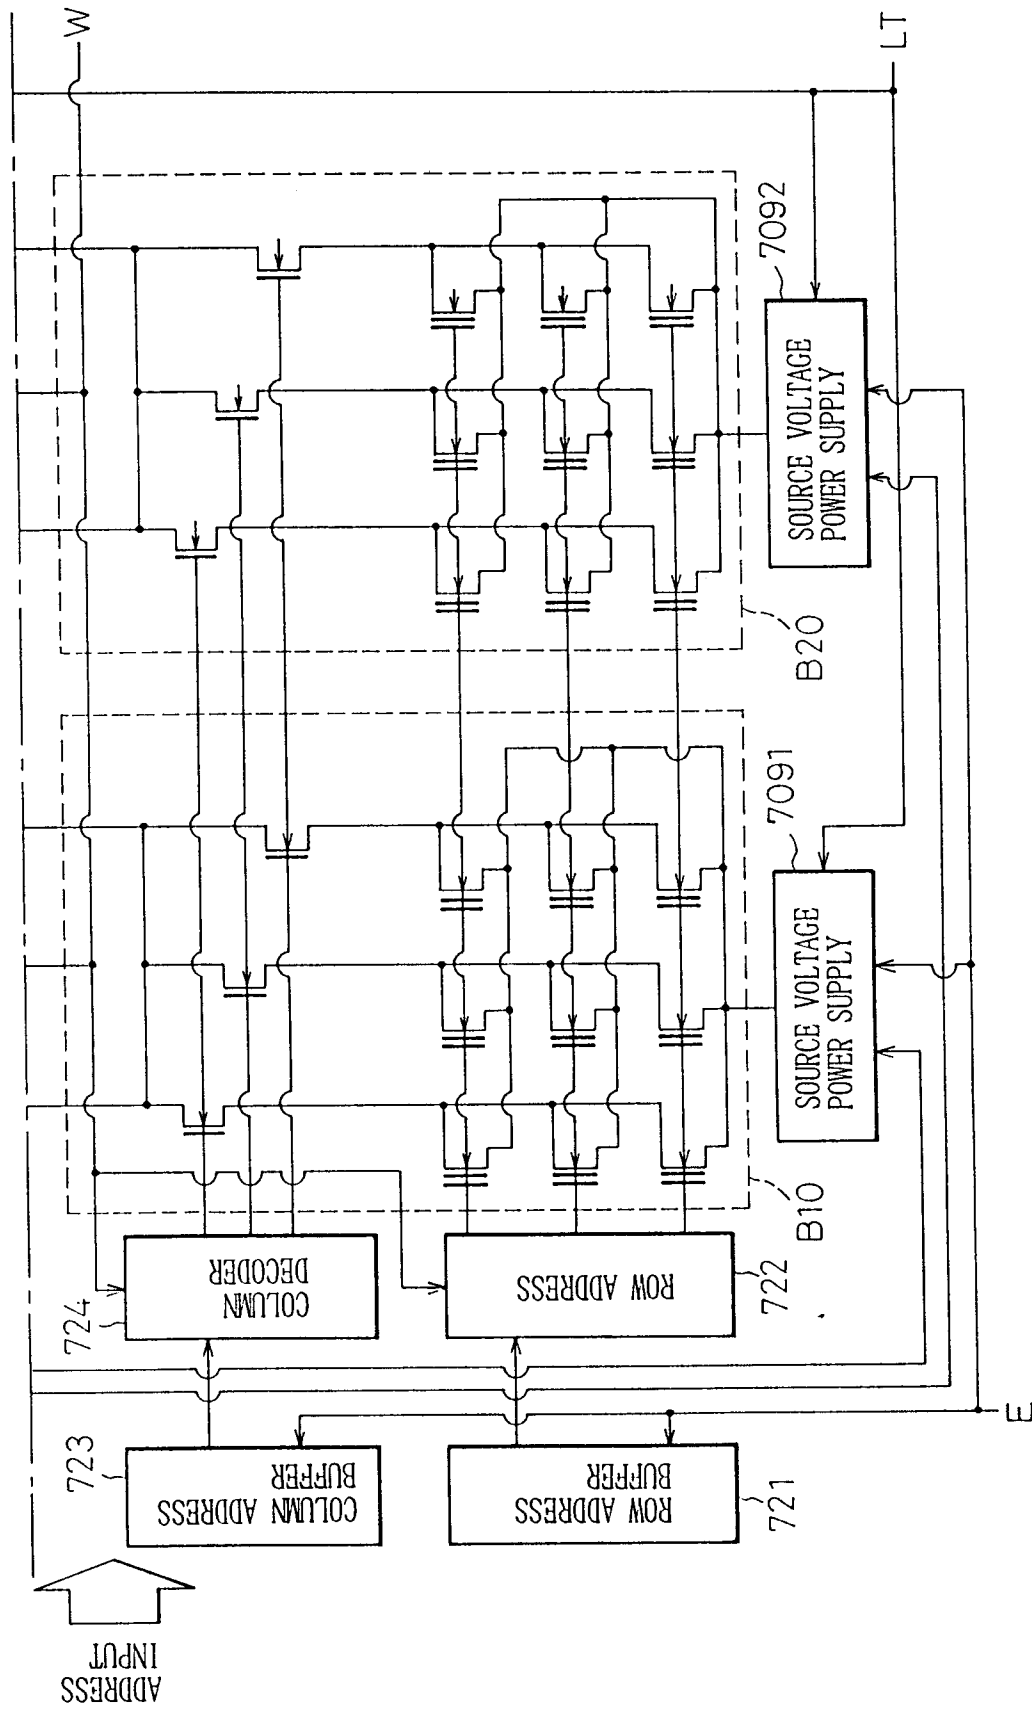 W
LT
7092
SOURCE VOLTAGE
POWER SUPPLY
B20
7091
SOURCE VOLTAGE
POWER SUPPLY
B10
724
COLUMN
DECODER
722
ROW ADDRESS
723
COLUMN ADDRESS
BUFFER
721
ROW ADDRESS
BUFFER
E
ADDRESS
INPUT